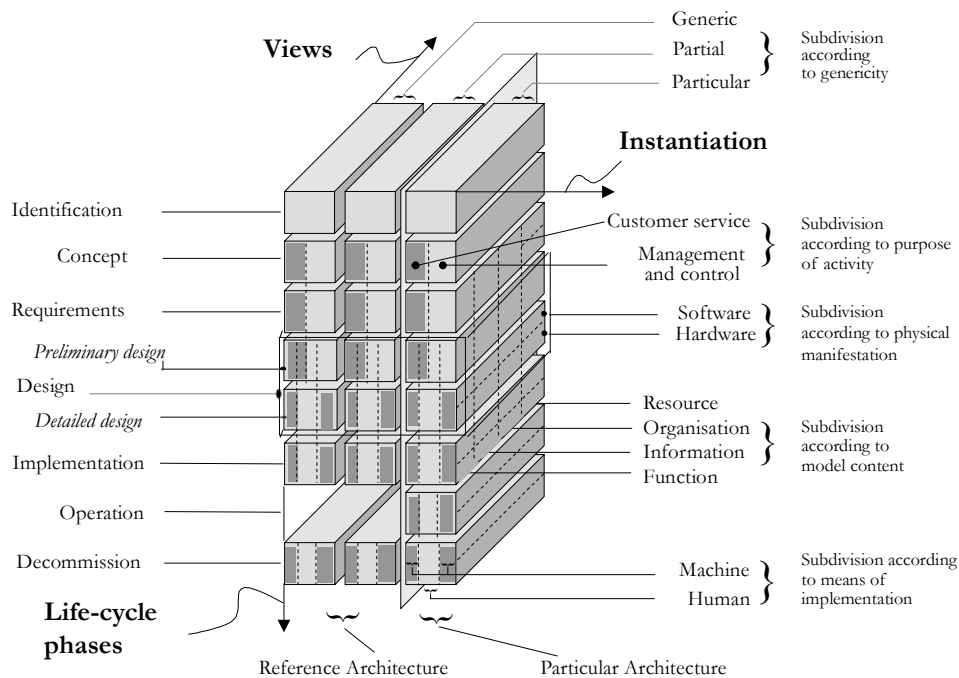 Generic
Views
Partial
Subdivision
according
to genericity
Particular
Instantiation
Identification
Customer service
Subdivision
according to purpose
of activity
Concept
Management
and control
Requirements
Software
Hardware
Subdivision
according to physical
manifestation
Preliminary design
Design
Detailed design
Resource
Organisation
Information
Function
Subdivision
according to
model content
Implementation
Operation
Decommission
Machine
Human
Subdivision according
to means of
implementation
Life-cycle
phases
Reference Architecture
Particular Architecture